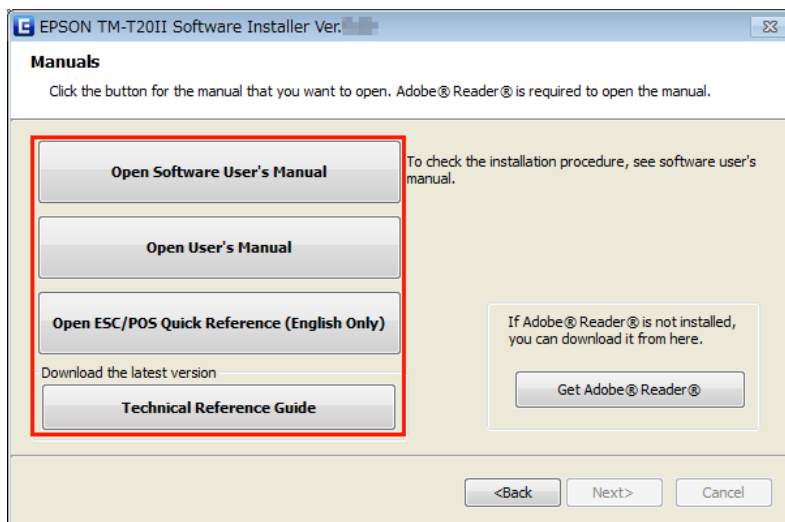 EPSON TM-T20II Software Installer Ver.
Manuals
Click the button for the manual that you want to open. Adobe® Reader® is required to open the manual.
Open Software User's Manual
To check the installation procedure, see software user's
manual.
Open User's Manual
Open ESC/POS Quick Reference (English Only)
If Adobe® Reader® is not installed,
you can download it from here.
Download the latest version
Get Adobe® Reader®
Technical Reference Guide
<Back
Next>
Cancel